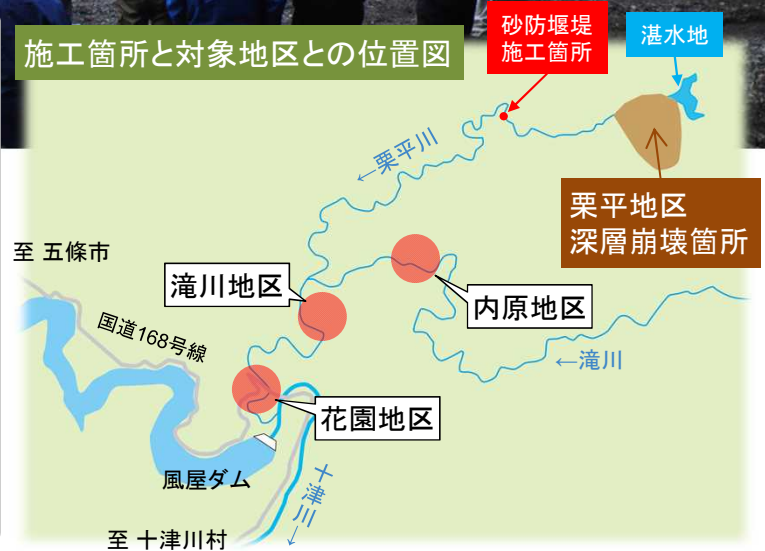 施工箇所と対象地区との位置図
砂防堰堤
施工箇所
湛水地
←栗平川
栗平地区
深層崩壊箇所
至 五條市
滝川地区
内原地区
国道168号線
←滝川
花園地区
風屋ダム
十津川→
至 十津川村